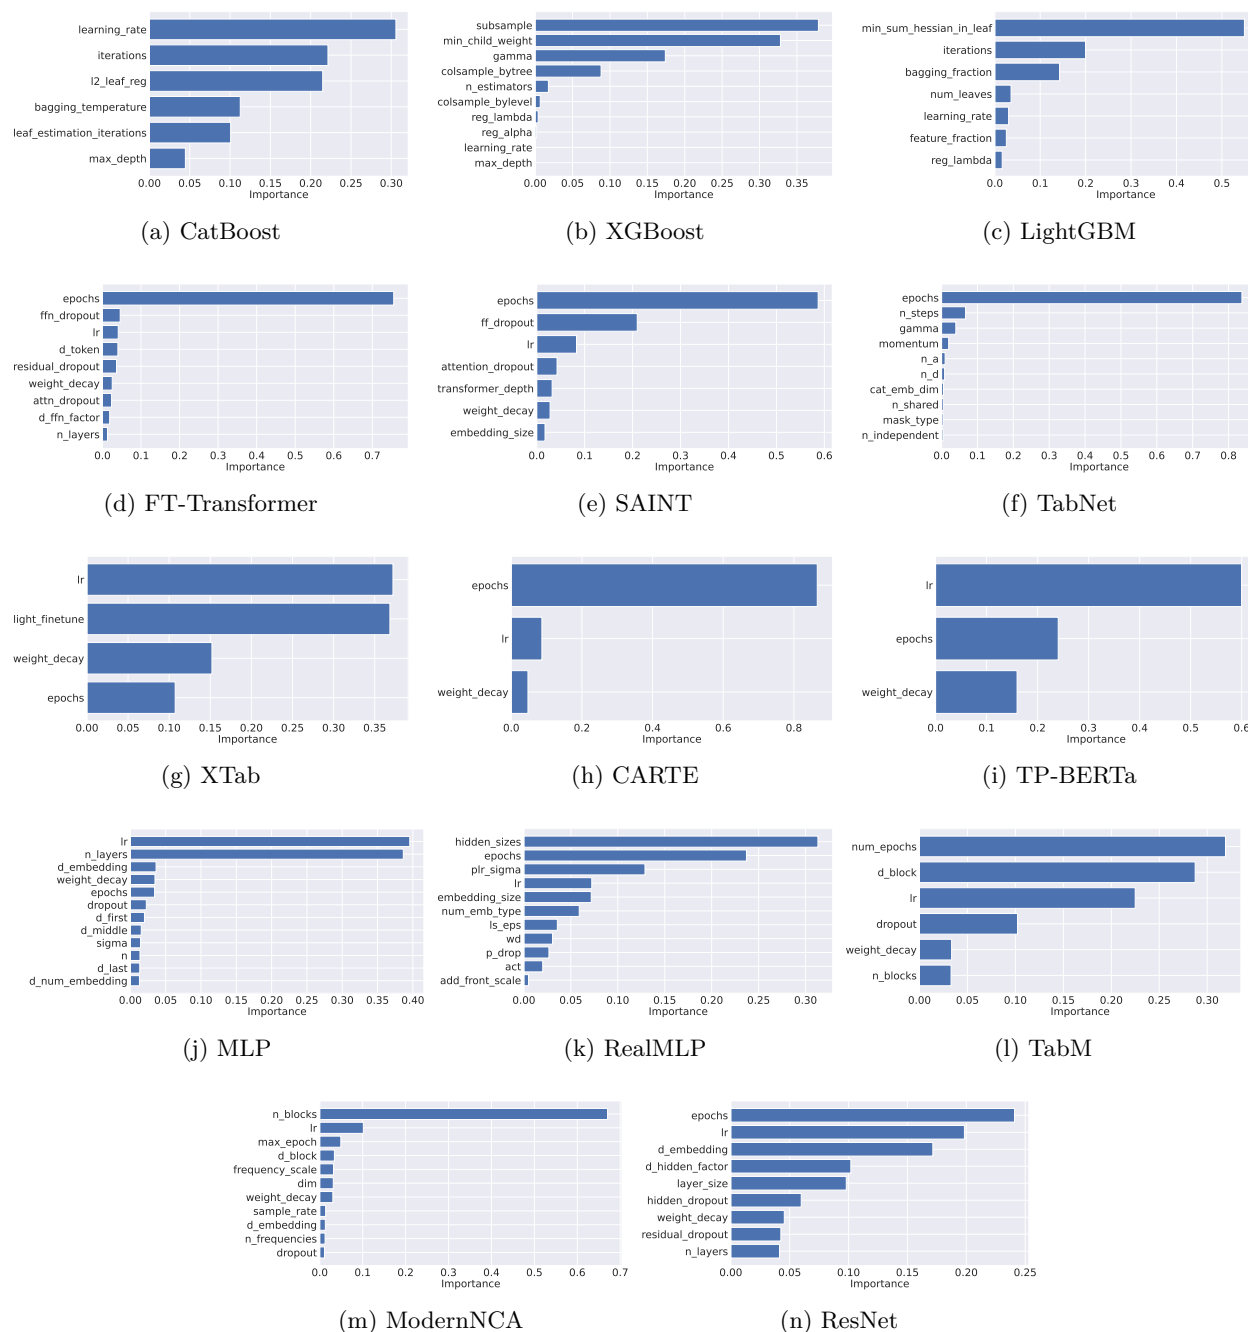 learning_rate
iterations
l2_leaf_reg
bagging_temperature
leaf_estimation_iterations
max_depth
0.00 0.05 0.10 0.15 0.20 0.25 0.30
Importance
(a) CatBoost
subsample
min_child_weight
gamma
colsample_bytree
n_estimators
colsample_bylevel
reg_lambda
reg_alpha
learning_rate
max_depth
0.00 0.05 0.10 0.15 0.20 0.25 0.30 0.35
Importance
(b) XGBoost
min_sum_hessian_in_leaf
iterations
bagging_fraction
num_leaves
learning_rate
feature_fraction
reg_lambda
0.0 0.1 0.2 0.3 0.4 0.5
Importance
(c) LightGBM
epochs
ffn_dropout
lr
d_token
residual_dropout
weight_decay
attn_dropout
d_ffn_factor
n_layers
0.0 0.1 0.2 0.3 0.4 0.5 0.6 0.7
Importance
(d) FT-Transformer
epochs
ff_dropout
lr
attention_dropout
transformer_depth
weight_decay
embedding_size
0.0 0.1 0.2 0.3 0.4 0.5 0.6
Importance
(e) SAINT
epochs
n_steps
gamma
momentum
n_a
n_d
cat_emb_dim
n_shared
mask_type
n_independent
0.0 0.1 0.2 0.3 0.4 0.5 0.6 0.7 0.8
Importance
(f) TabNet
lr
light_finetune
weight_decay
epochs
0.00 0.05 0.10 0.15 0.20 0.25 0.30 0.35
Importance
(g) XTab
epochs
lr
weight_decay
0.0 0.2 0.4 0.6 0.8
Importance
(h) CARTE
lr
epochs
weight_decay
0.0 0.1 0.2 0.3 0.4 0.5 0.6
Importance
(i) TP-BERTa
lr
n_layers
d_embedding
weight_decay
epochs
dropout
d_first
d_middle
sigma
n
d_last
d_num_embedding
0.00 0.05 0.10 0.15 0.20 0.25 0.30 0.35 0.40
Importance
(j) MLP
hidden_sizes
epochs
plr_sigma
lr
embedding_size
num_emb_type
ls_eps
wd
p_drop
act
add_front_scale
0.00 0.05 0.10 0.15 0.20 0.25 0.30
Importance
(k) RealMLP
num_epochs
d_block
lr
dropout
weight_decay
n_blocks
0.00 0.05 0.10 0.15 0.20 0.25 0.30
Importance
(l) TabM
n_blocks
lr
max_epoch
d_block
frequency_scale
dim
weight_decay
sample_rate
d_embedding
n_frequencies
dropout
0.0 0.1 0.2 0.3 0.4 0.5 0.6 0.7
Importance
(m) ModernNCA
epochs
lr
d_embedding
d_hidden_factor
layer_size
hidden_dropout
weight_decay
residual_dropout
n_layers
0.00 0.05 0.10 0.15 0.20 0.25
Importance
(n) ResNet